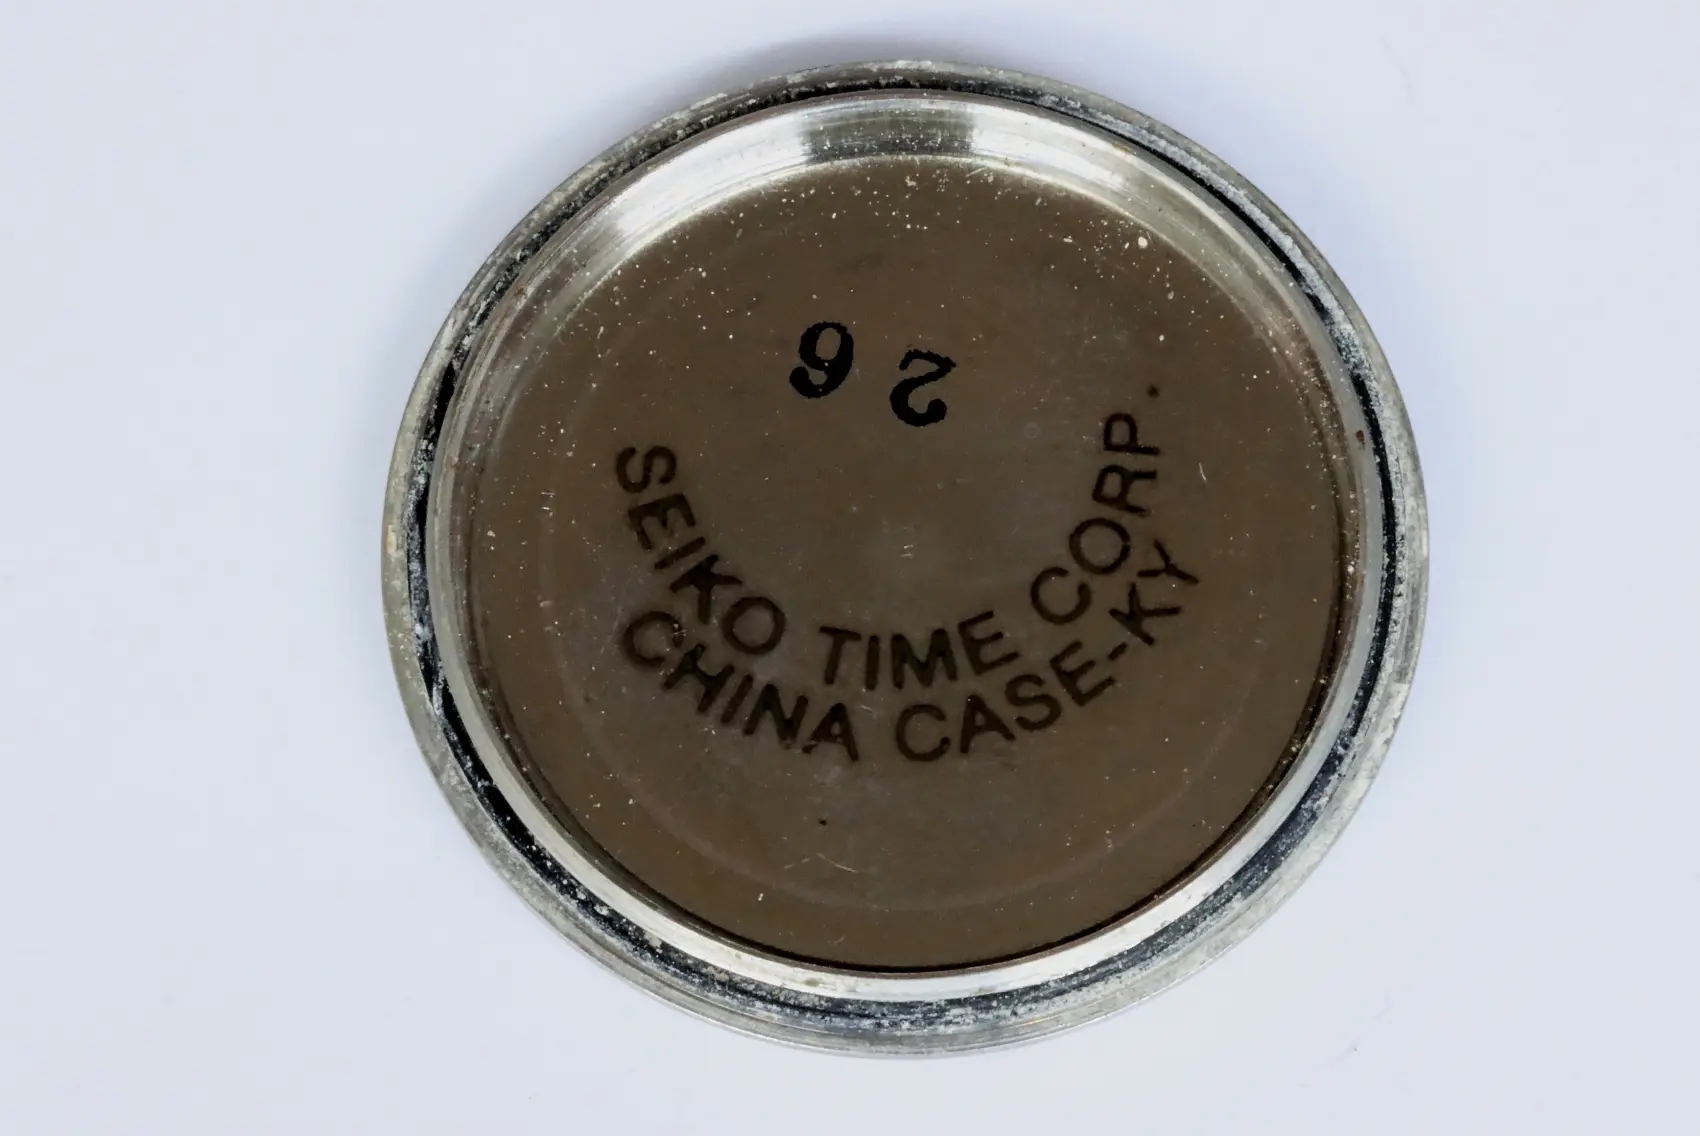 26
SEIKO TIME CORP.
CHINA CASE-KY